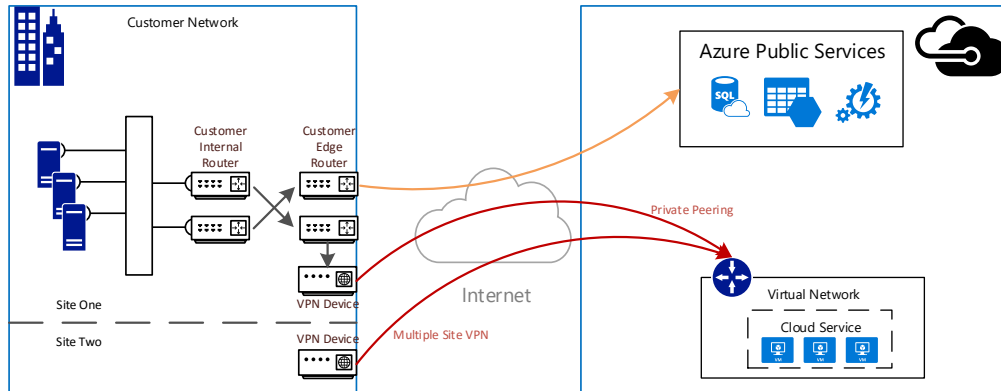 Customer Network
Azure Public Services
SQL
Customer
Internal
Router
Customer
Edge
Router
Private Peering
Internet
Site One
VPN Device
Virtual Network
Cloud Service
VM
VM
VM
Site Two
VPN Device
Multiple Site VPN